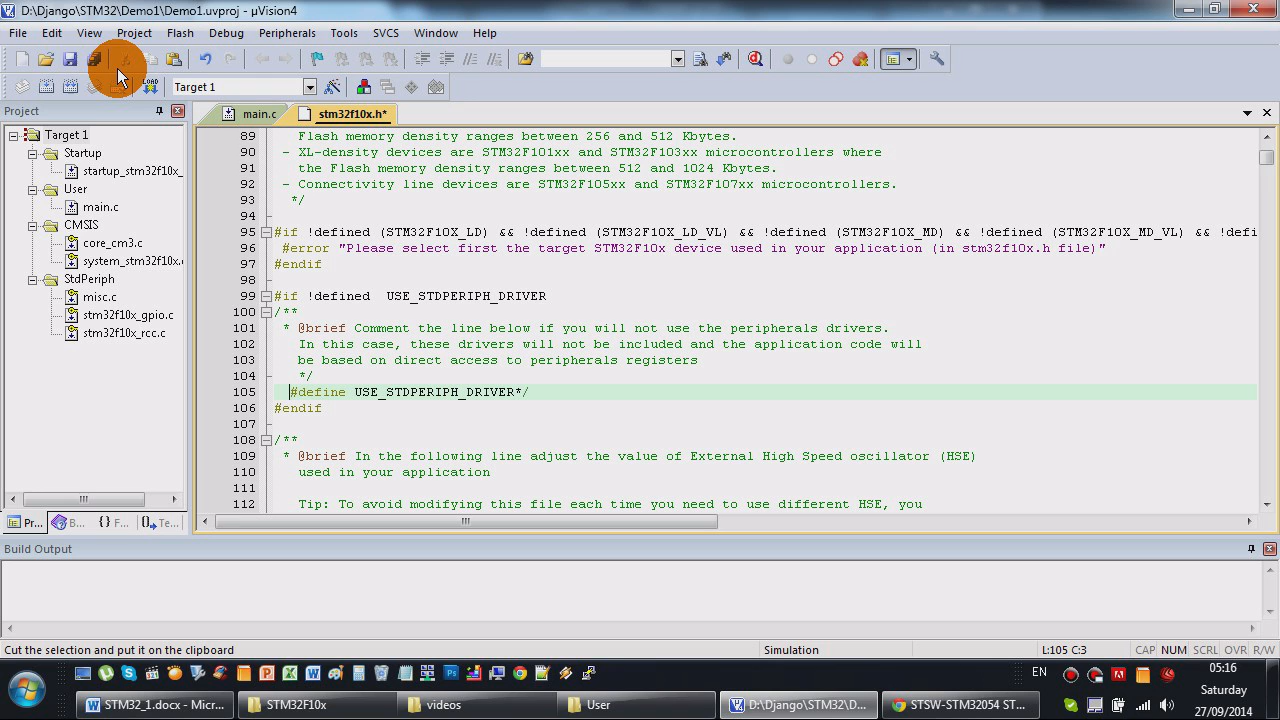 D:\Django\STM32\Demo1\Demo1.uvproj - µVision4
File Edit View Project Flash Debug Peripherals Tools SVCS Window Help
LOAD
Target 1
Project
main.c
stm32f10x.h*
Target 1
Startup
startup_stm32f10x_
User
main.c
CMSIS
core_cm3.c
system_stm32f10x.
StdPeriph
misc.c
stm32f10x_gpio.c
stm32f10x_rcc.c
Pr... B... {} F... Te...
89 Flash memory density ranges between 256 and 512 Kbytes.
90 - XL-density devices are STM32F101xx and STM32F103xx microcontrollers where
91 the Flash memory density ranges between 512 and 1024 Kbytes.
92 - Connectivity line devices are STM32F105xx and STM32F107xx microcontrollers.
93 */
94
95 #if !defined (STM32F10X_LD) && !defined (STM32F10X_LD_VL) && !defined (STM32F10X_MD) && !defined (STM32F10X_MD_VL) && !defi
96 #error "Please select first the target STM32F10x device used in your application (in stm32f10x.h file)"
97 #endif
98
99 #if !defined  USE_STDPERIPH_DRIVER
100 /**
101 * @brief Comment the line below if you will not use the peripherals drivers.
102 In this case, these drivers will not be included and the application code will
103 be based on direct access to peripherals registers
104 */
105 #define USE_STDPERIPH_DRIVER*/
106 #endif
107
108 /**
109 * @brief In the following line adjust the value of External High Speed oscillator (HSE)
110 used in your application
111
112 Tip: To avoid modifying this file each time you need to use different HSE, you
Build Output
Cut the selection and put it on the clipboard
Simulation
L:105 C:3
CAP NUM SCRL OVR R/W
EN
05:16
Saturday
27/09/2014
STM32_1.docx - Micr...
STM32F10x
videos
User
D:\Django\STM32\D...
STSW-STM32054 ST...